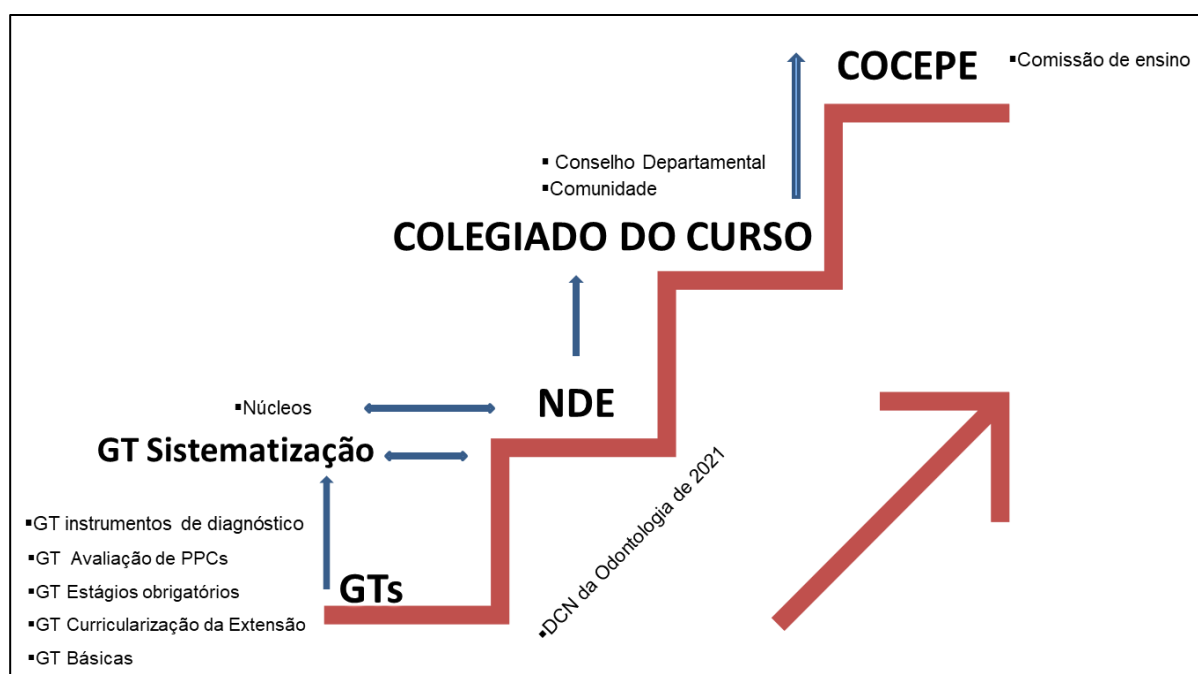 COCEPE
▪Comissão de ensino
▪ Conselho Departamental
▪Comunidade
COLEGIADO DO CURSO
NDE
▪Núcleos
GT Sistematização
▪GT instrumentos de diagnóstico
▪GT Avaliação de PPCs
▪GT Estágios obrigatórios
▪GT Curricularização da Extensão
▪GT Básicas
GTs
▪DCN da Odontologia de 2021